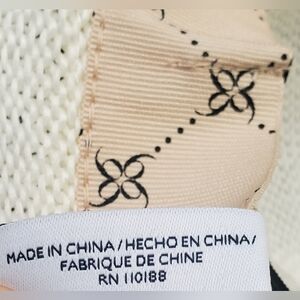 MADE IN CHINA / HECHO EN CHINA /
FABRIQUE DE CHINE
RN 110188